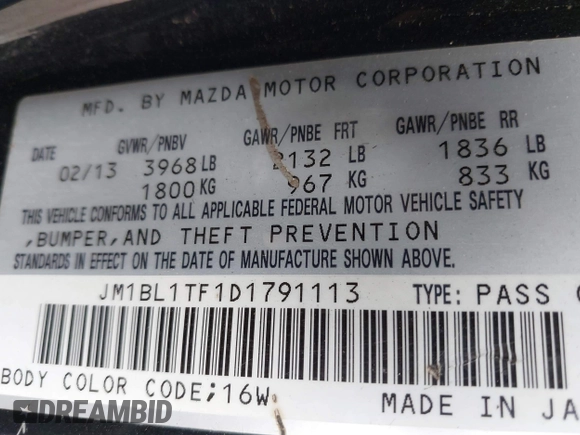 MFD. BY MAZDA MOTOR CORPORATION
DATE GVWR/PNBV GAWR/PNBE FRT GAWR/PNBE RR
02/13 3968 LB 2132 LB 1836 LB
1800 KG 967 KG 833 KG
THIS VEHICLE CONFORMS TO ALL APPLICABLE FEDERAL MOTOR VEHICLE SAFETY
,BUMPER,AND THEFT PREVENTION
STANDARDS IN EFFECT ON THE DATE OF MANUFACTURE SHOWN ABOVE.
JM1BL1TF1D1791113 TYPE: PASS
BODY COLOR CODE;16W
MADE IN JA
DREAMBID